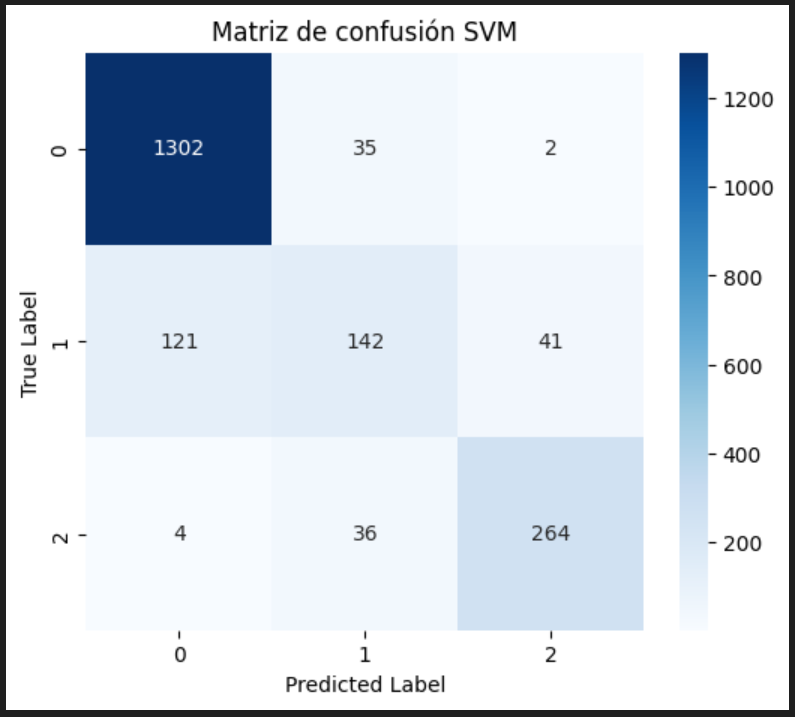 Matriz de confusión SVM
0 1302 35 2
1 121 142 41
2 4 36 264
0 1 2
Predicted Label
True Label
1200
1000
800
600
400
200